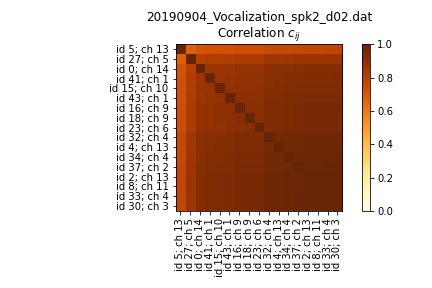 20190904_Vocalization_spk2_d02.dat
Correlation c_ij
id 5; ch 13
id 27; ch 5
id 0; ch 14
id 41; ch 1
id 15; ch 10
id 43; ch 1
id 16; ch 9
id 18; ch 9
id 23; ch 6
id 32; ch 4
id 4; ch 13
id 34; ch 4
id 37; ch 2
id 2; ch 13
id 8; ch 11
id 33; ch 4
id 30; ch 3
1.0
0.8
0.6
0.4
0.2
0.0
id 5; ch 13
id 27; ch 5
id 0; ch 14
id 41; ch 1
id 15; ch 10
id 43; ch 1
id 16; ch 9
id 18; ch 9
id 23; ch 6
id 32; ch 4
id 4; ch 13
id 34; ch 4
id 37; ch 2
id 2; ch 13
id 8; ch 11
id 33; ch 4
id 30; ch 3